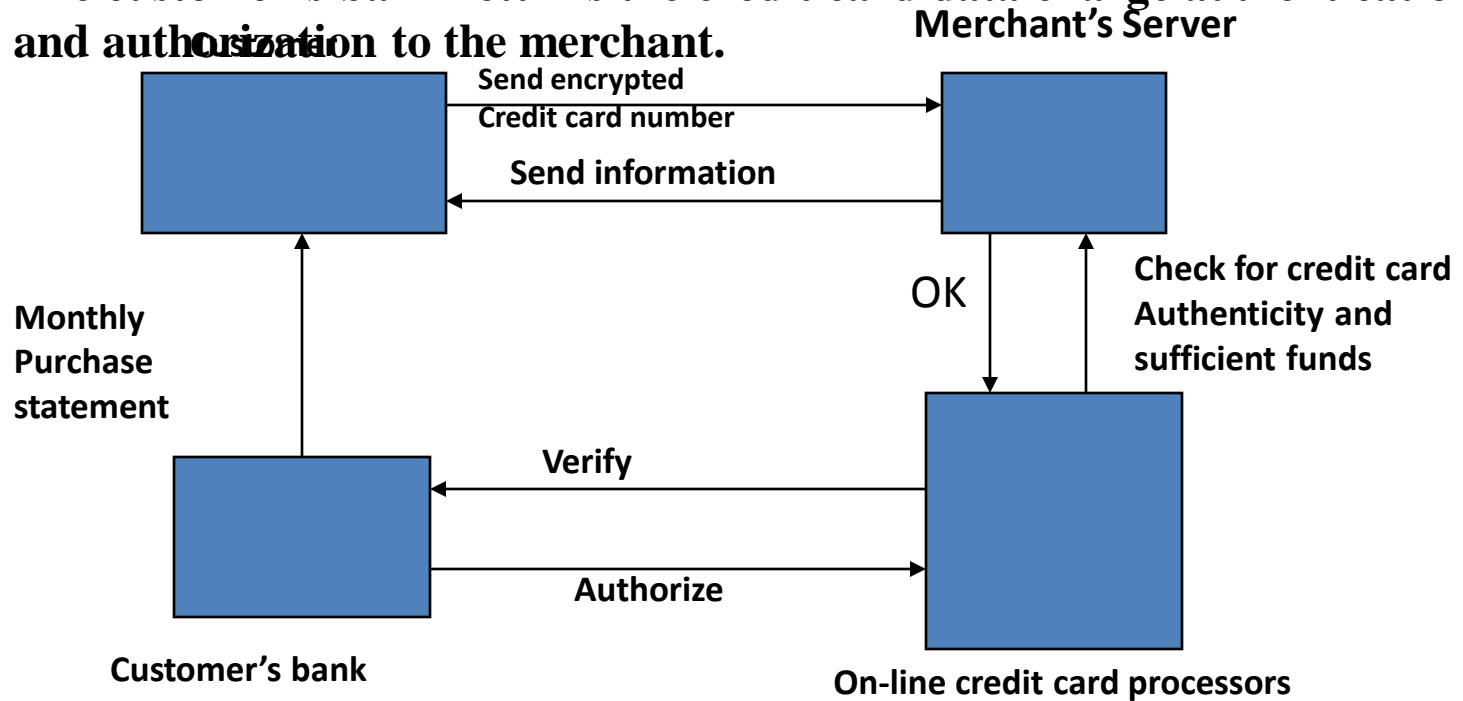 Merchant's Server
and authorization to the merchant.
Customer
Send encrypted
Credit card number
Send information
OK
Check for credit card
Authenticity and
sufficient funds
Monthly
Purchase
statement
Verify
Authorize
Customer's bank
On-line credit card processors